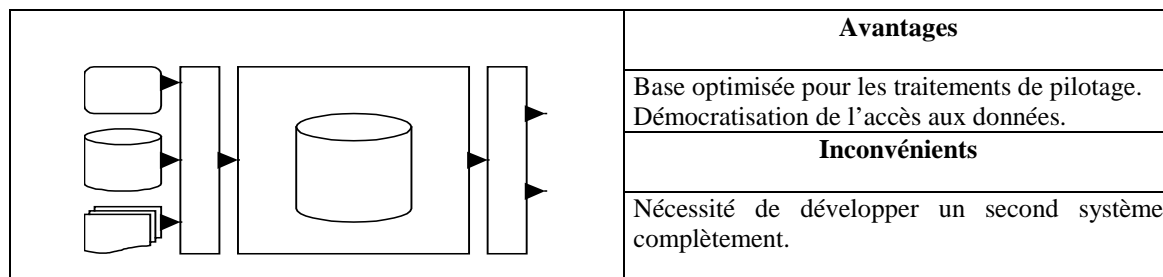 Avantages
Base optimisée pour les traitements de pilotage.
Démocratisation de l’accès aux données.
Inconvénients
Nécessité de développer un second système
complètement.